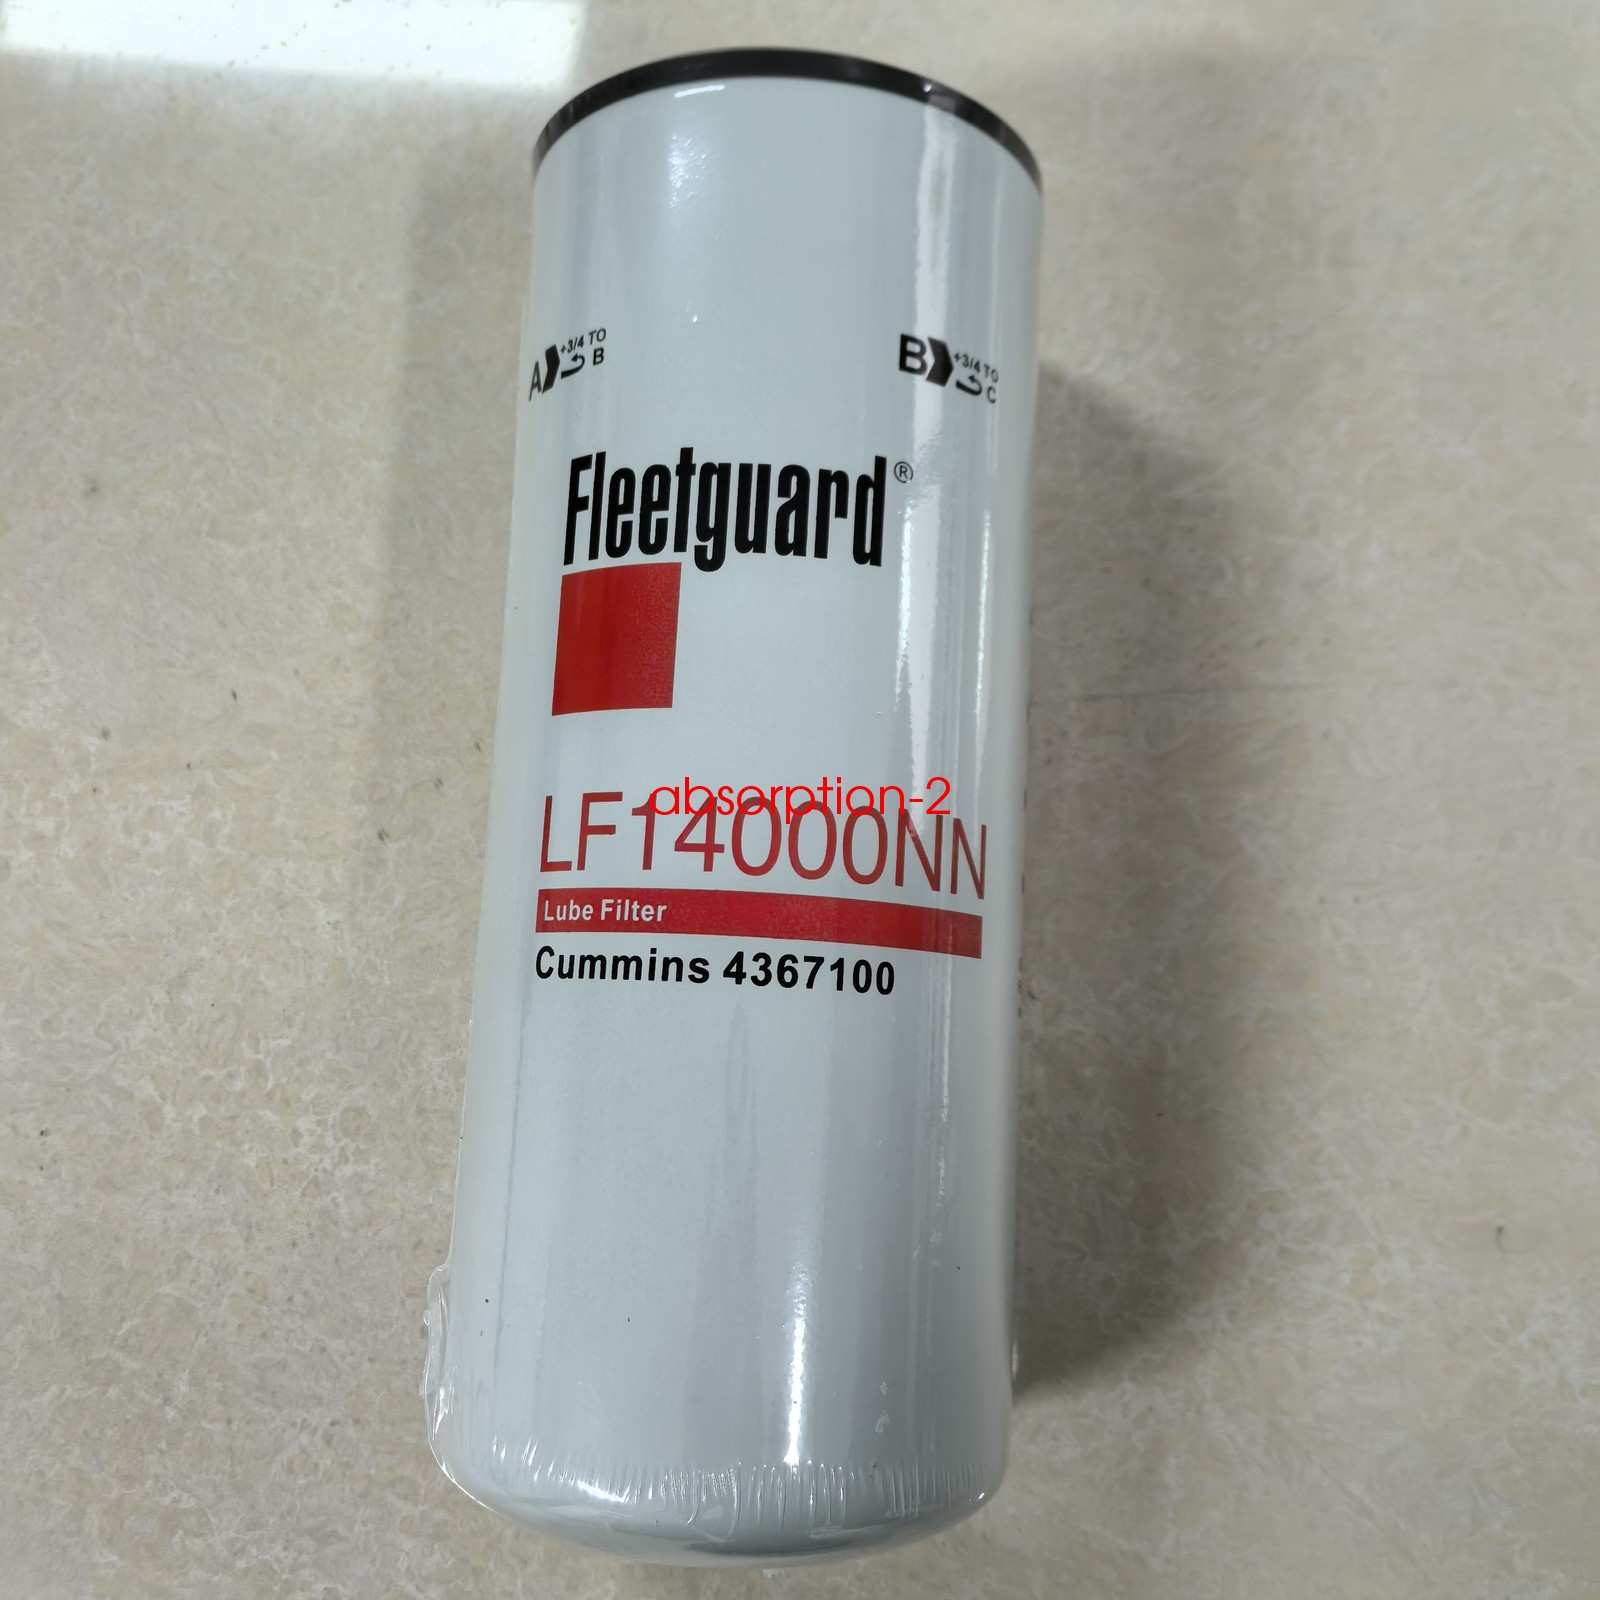 A +3/4 TO B
B +3/4 TO C
Fleetguard®
absorption-2
LF14000NN
Lube Filter
Cummins 4367100